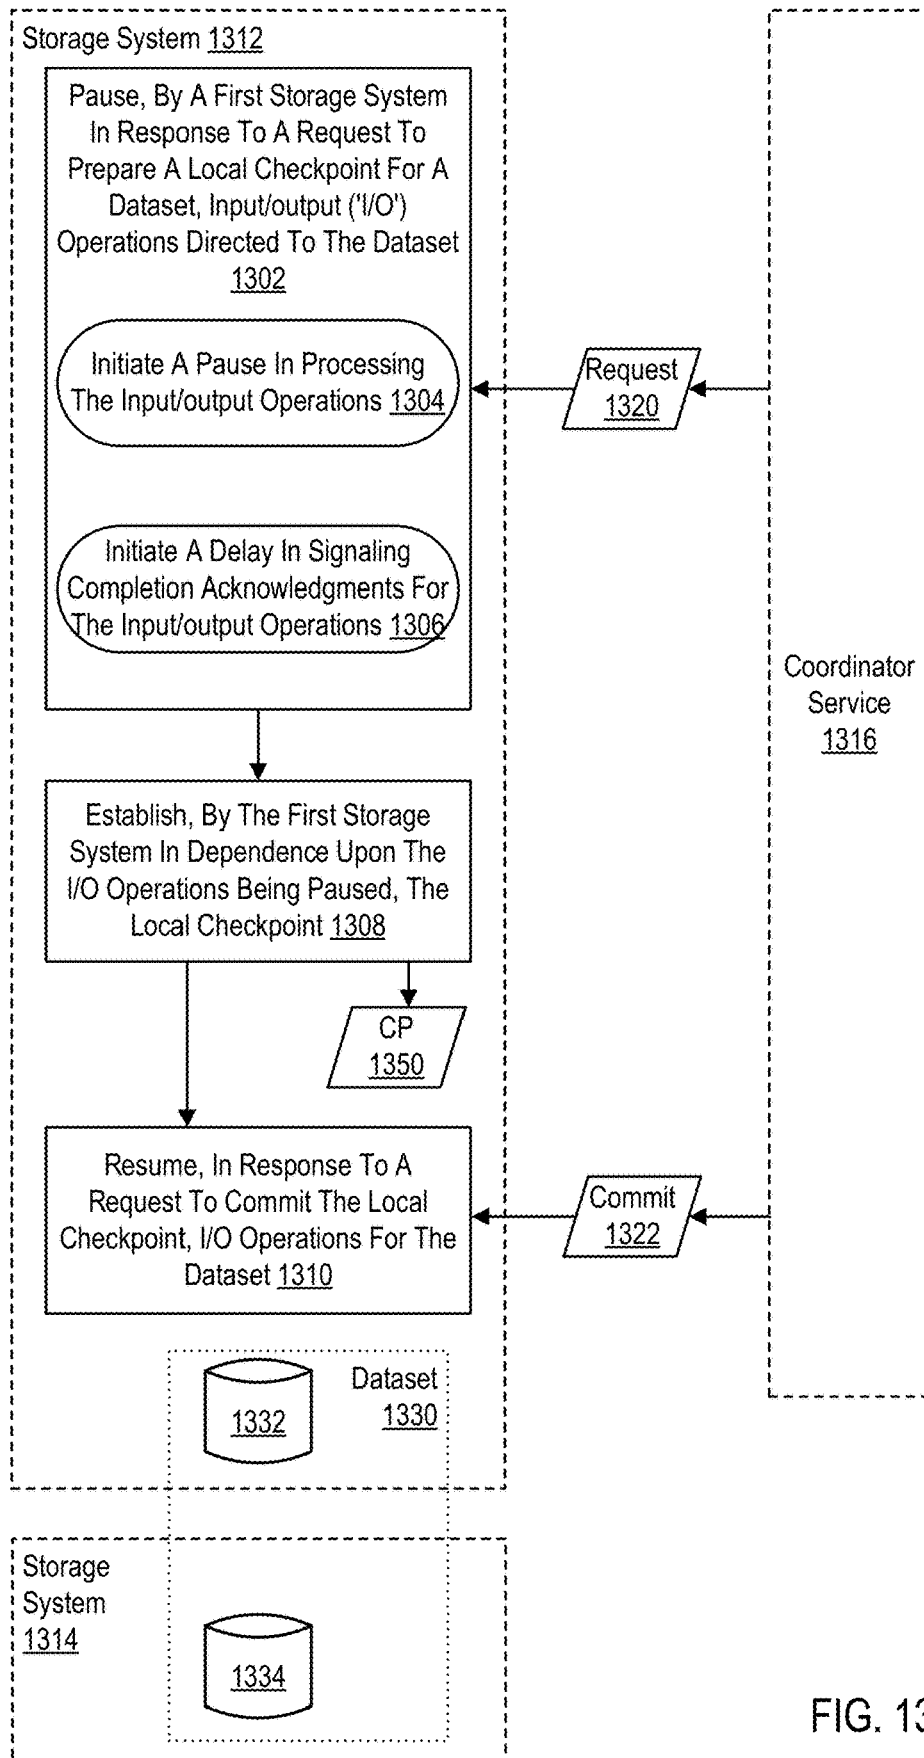 Storage System 1312
Pause, By A First Storage System
In Response To A Request To
Prepare A Local Checkpoint For A
Dataset, Input/output ('I/O')
Operations Directed To The Dataset
1302
Initiate A Pause In Processing
The Input/output Operations 1304
Request
1320
Initiate A Delay In Signaling
Completion Acknowledgments For
The Input/output Operations 1306
Coordinator
Service
1316
Establish, By The First Storage
System In Dependence Upon The
I/O Operations Being Paused, The
Local Checkpoint 1308
CP
1350
Resume, In Response To A
Request To Commit The Local
Checkpoint, I/O Operations For The
Dataset 1310
Commit
1322
Dataset
1330
1332
Storage
System
1314
1334
FIG. 13